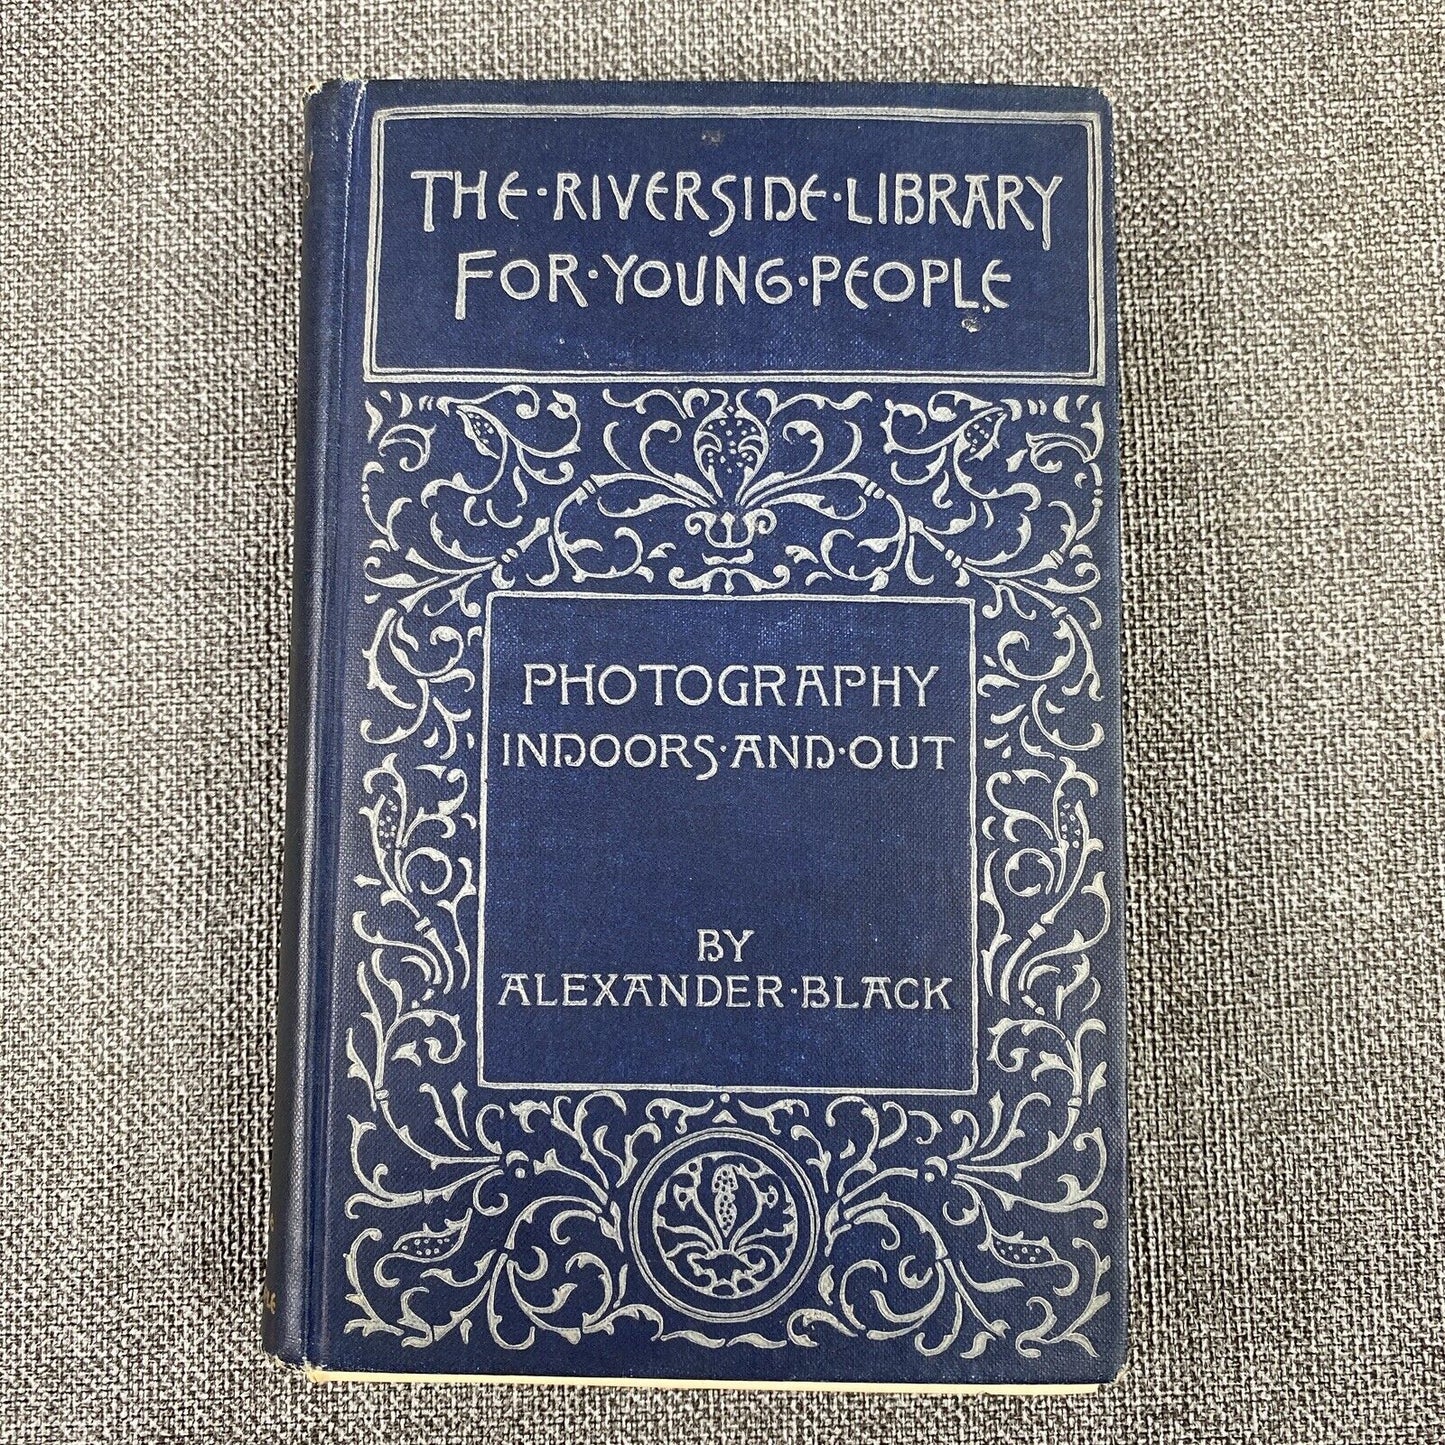 THE·RIVERSIDE·LIBRARY
FOR·YOUNG·PEOPLE
PHOTOGRAPHY
INDOORS·AND·OUT
BY
ALEXANDER·BLACK